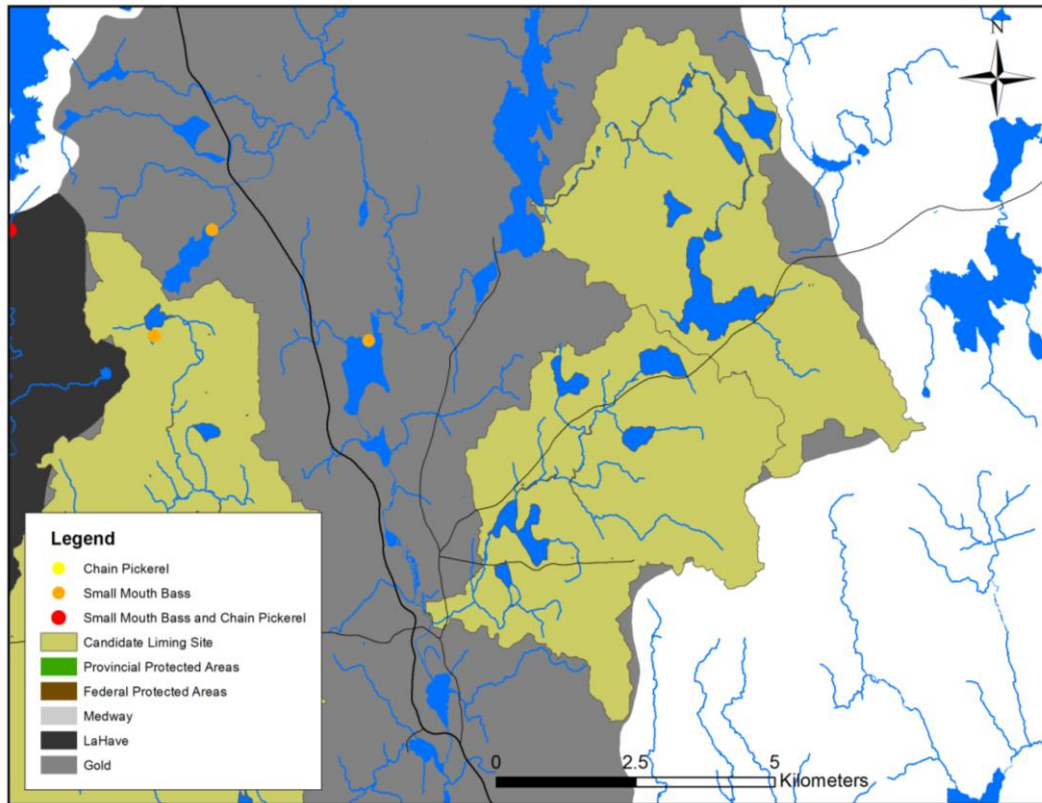 N
Legend
Chain Pickerel
Small Mouth Bass
Small Mouth Bass and Chain Pickerel
Candidate Liming Site
Provincial Protected Areas
Federal Protected Areas
Medway
LaHave
Gold
0 2.5 5
Kilometers